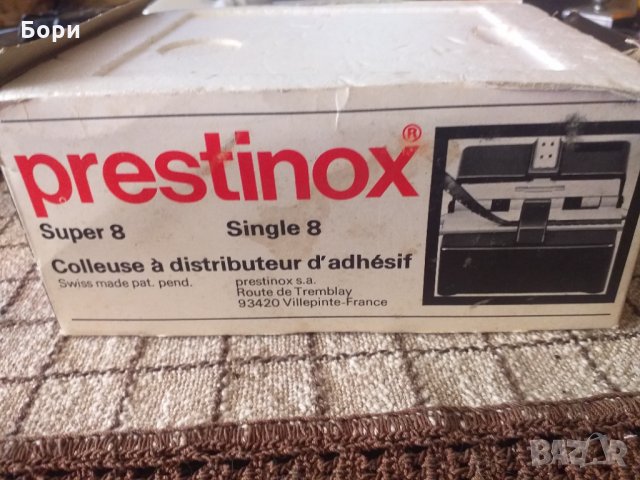 Бори
prestinox®
Super 8 Single 8
Colleuse à distributeur d'adhésif
Swiss made pat. pend. prestinox s.a.
Route de Tremblay
93420 Villepinte-France
BAZAR